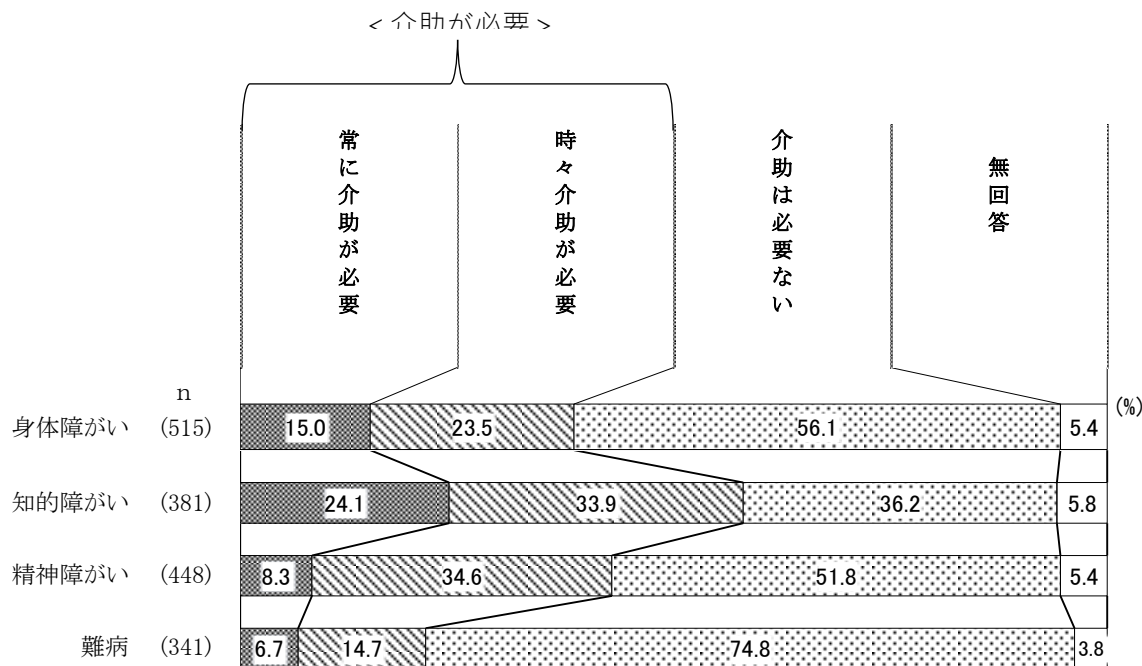 ＜介助が必要＞
常に介助が必要
時々介助が必要
介助は必要ない
無回答
n
(%)
身体障がい (515) 15.0 23.5 56.1 5.4
知的障がい (381) 24.1 33.9 36.2 5.8
精神障がい (448) 8.3 34.6 51.8 5.4
難病 (341) 6.7 14.7 74.8 3.8